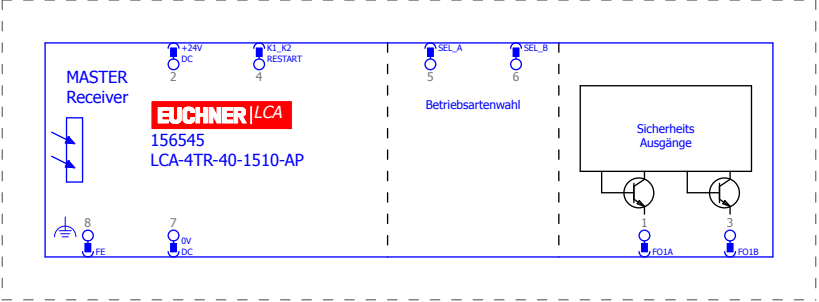 +24V
DC
2
K1_K2
RESTART
4
SEL_A
5
SEL_B
6
MASTER
Receiver
EUCHNER LCA
156545
LCA-4TR-40-1510-AP
Betriebsartenwahl
Sicherheits
Ausgänge
8
FE
7
0V
DC
1
FO1A
3
FO1B